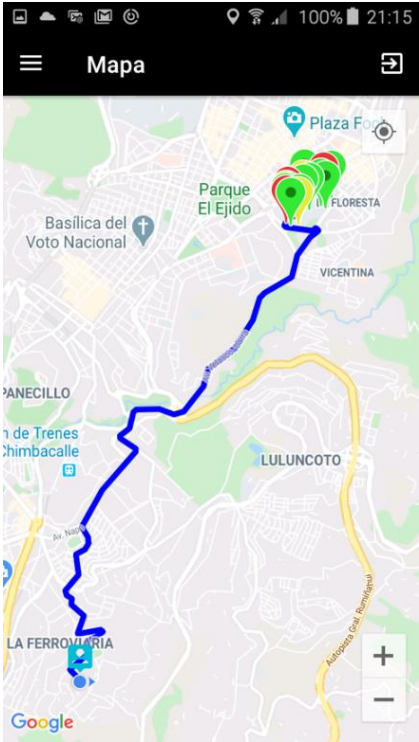 100% 21:15
Mapa
Plaza Fo
Parque
El Ejido
FLORESTA
Basílica del
Voto Nacional
VICENTINA
PANECILLO
n de Trenes
Chimbacalle
LULUNCOTO
Av. Napo
Autopista Gral. Rumiñahui
LA FERROVIARIA
+
−
Google